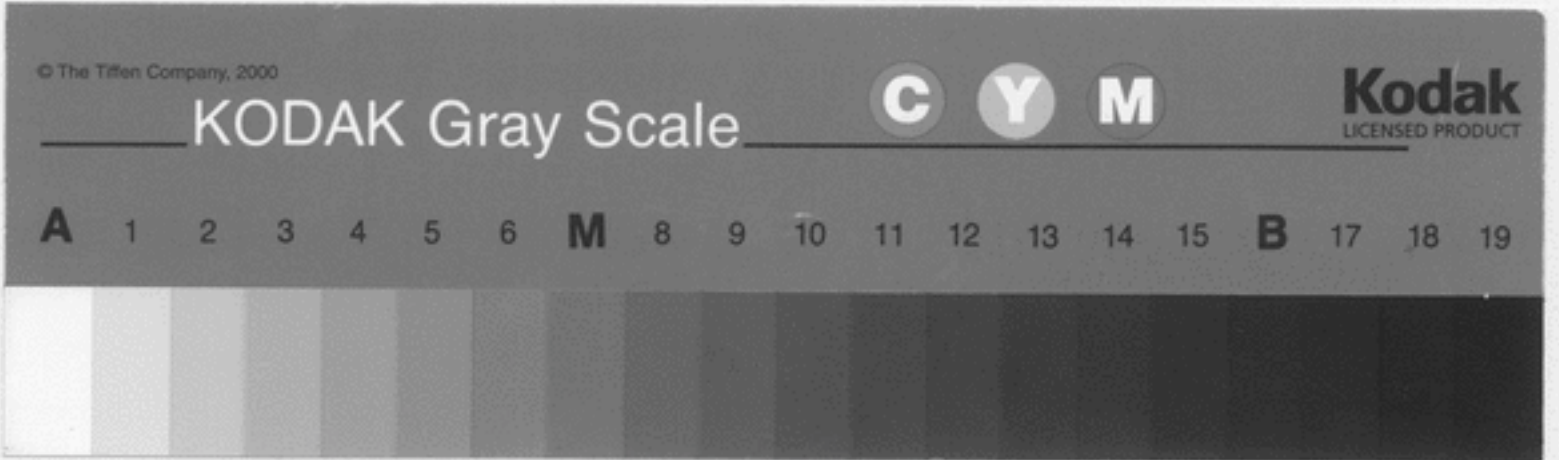 © The Tiffen Company, 2000
KODAK Gray Scale
C Y M
Kodak
LICENSED PRODUCT
A 1 2 3 4 5 6 M 8 9 10 11 12 13 14 15 B 17 18 19